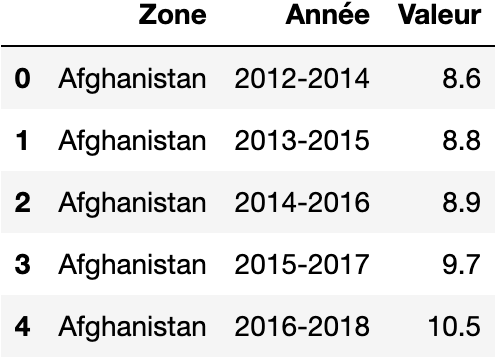 Zone Année Valeur
0 Afghanistan 2012-2014 8.6
1 Afghanistan 2013-2015 8.8
2 Afghanistan 2014-2016 8.9
3 Afghanistan 2015-2017 9.7
4 Afghanistan 2016-2018 10.5